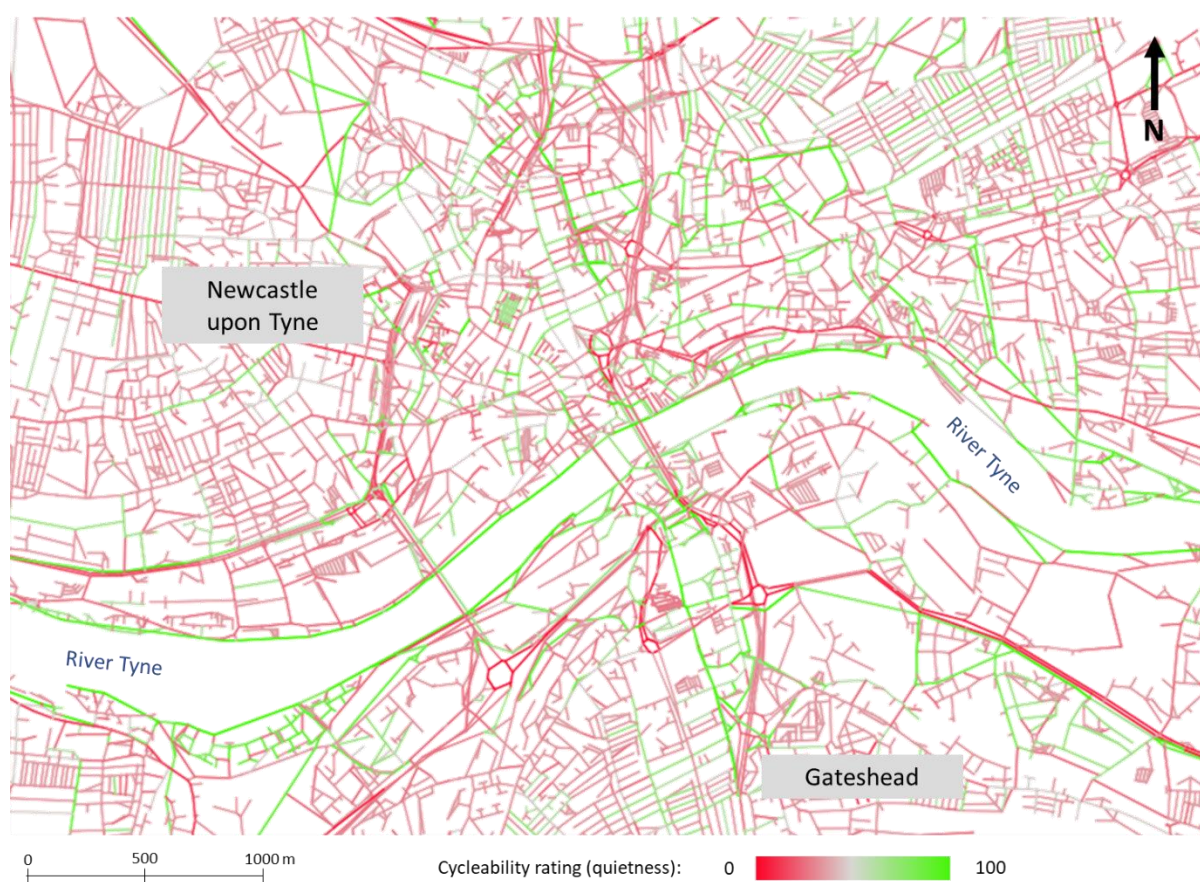 N
Newcastle
upon Tyne
River Tyne
River Tyne
Gateshead
0 500 1000 m
Cycleability rating (quietness): 0 100